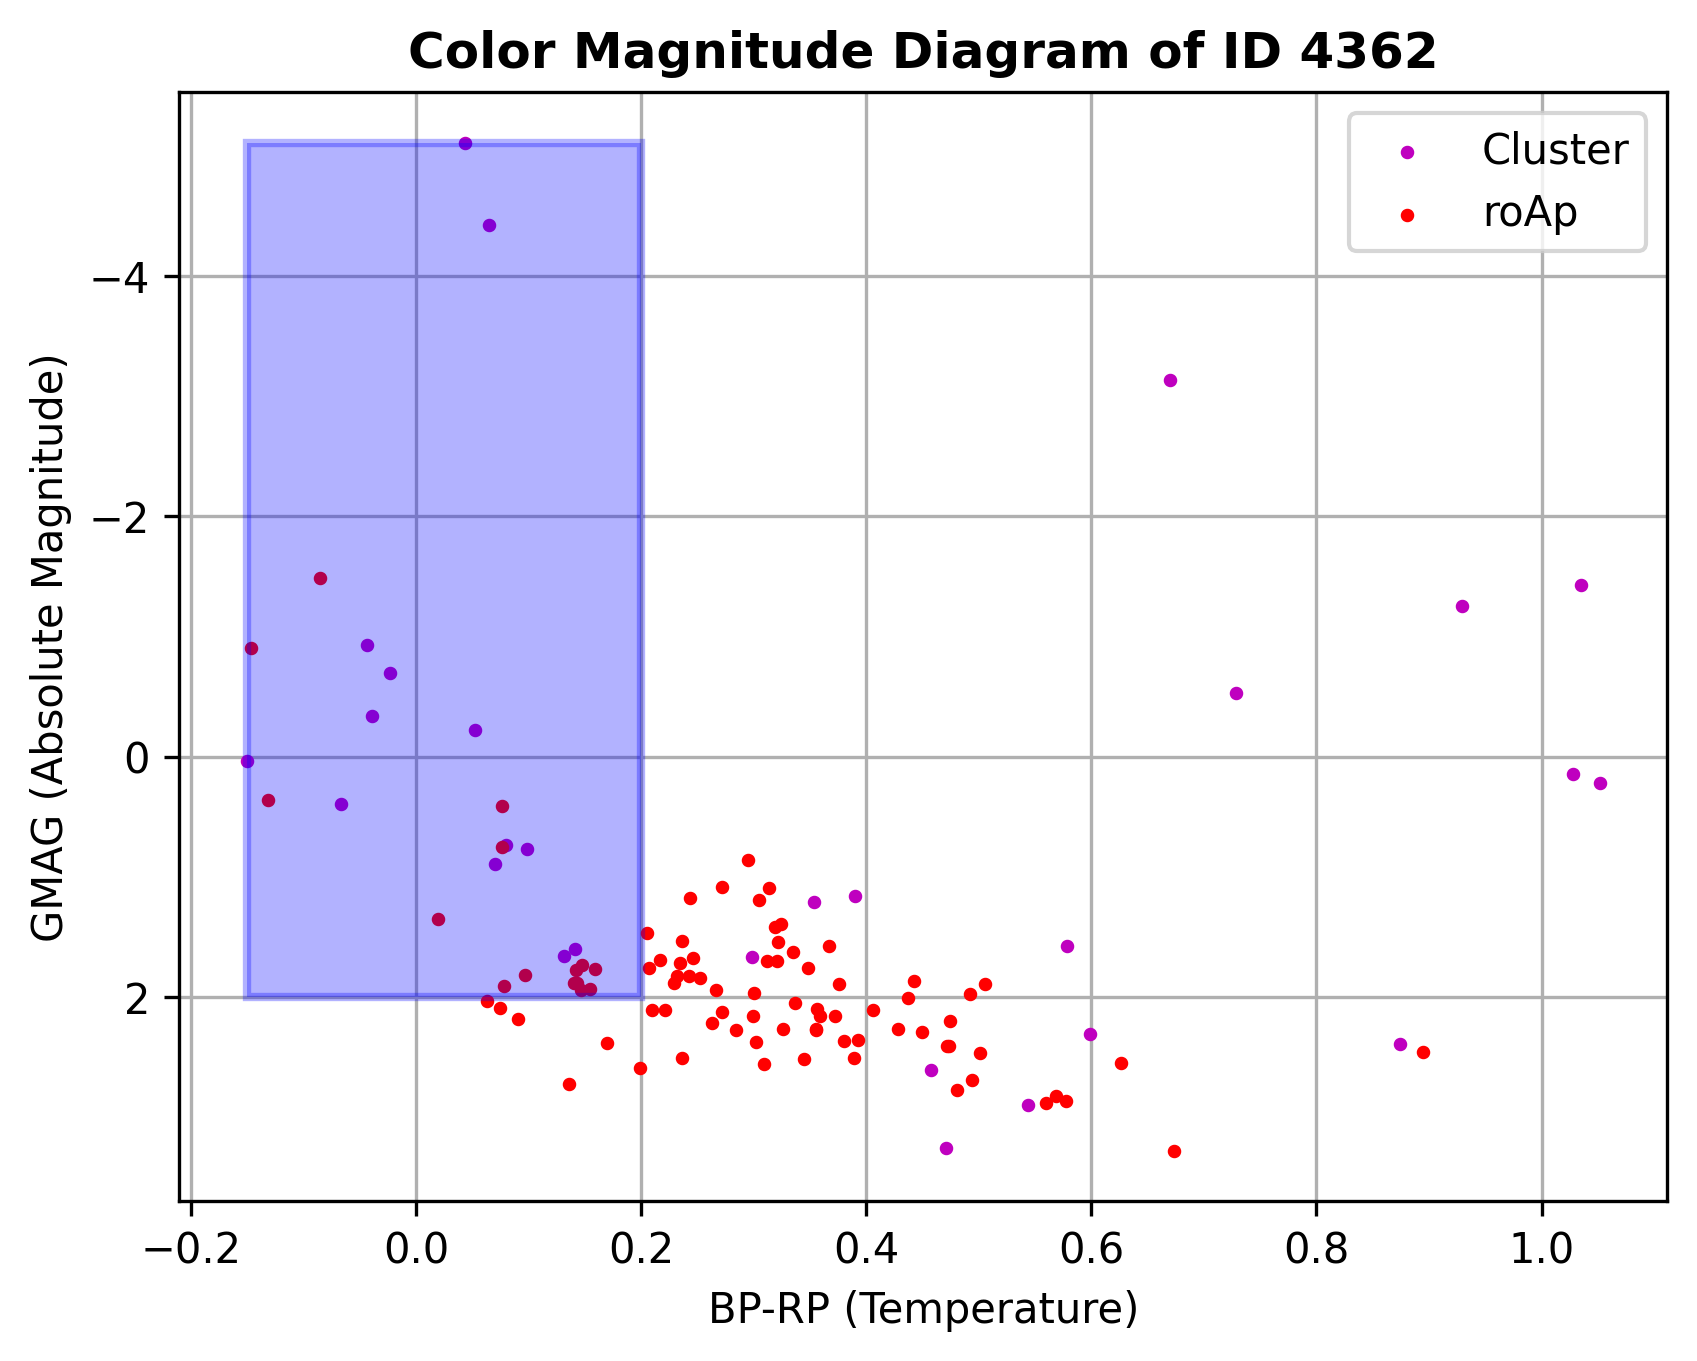 Color Magnitude Diagram of ID 4362
Cluster
roAp
GMAG (Absolute Magnitude)
−4
−2
0
2
−0.2 0.0 0.2 0.4 0.6 0.8 1.0
BP-RP (Temperature)